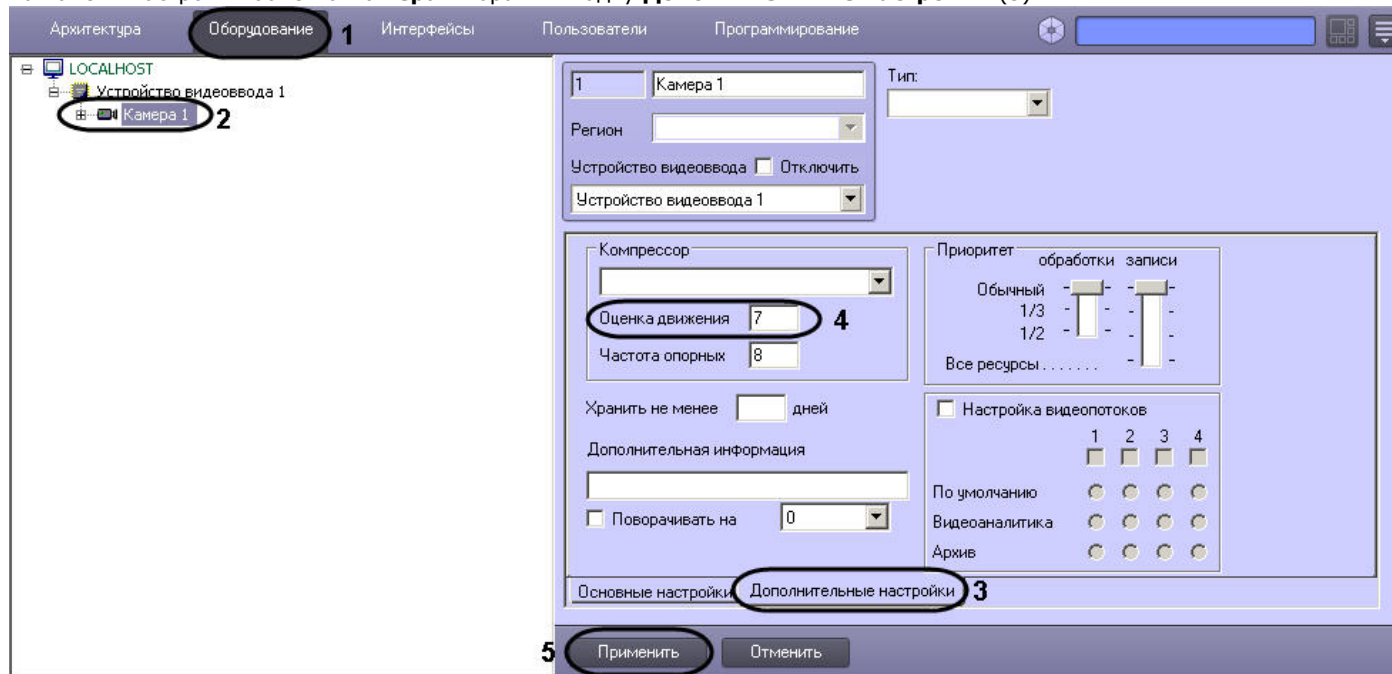 Архитектура Оборудование 1 Интерфейсы Пользователи Программирование
LOCALHOST
Устройство видеоввода 1
Камера 1 2
1 Камера 1
Тип:
Регион
Устройство видеоввода Отключить
Устройство видеоввода 1
Компрессор
Оценка движения 7 4
Частота опорных 8
Приоритет обработки записи
Обычный
1/3
1/2
Все ресурсы . . . . . . .
Хранить не менее дней
Дополнительная информация
Поворачивать на 0
Настройка видеопотоков
1 2 3 4
По умолчанию
Видеоаналитика
Архив
Основные настройки Дополнительные настройки 3
5 Применить Отменить